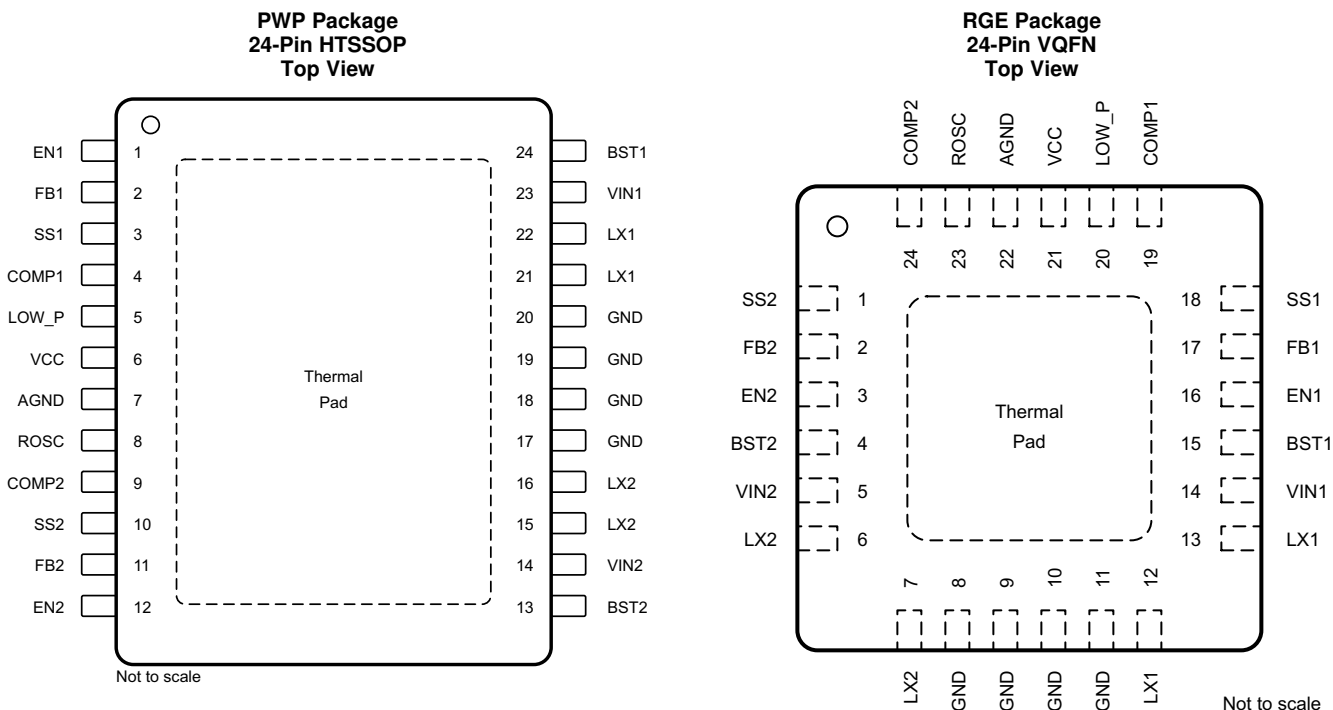 PWP Package
24-Pin HTSSOP
Top View
EN1 1
FB1 2
SS1 3
COMP1 4
LOW_P 5
VCC 6
AGND 7
ROSC 8
COMP2 9
SS2 10
FB2 11
EN2 12
Thermal
Pad
24 BST1
23 VIN1
22 LX1
21 LX1
20 GND
19 GND
18 GND
17 GND
16 LX2
15 LX2
14 VIN2
13 BST2
Not to scale
RGE Package
24-Pin VQFN
Top View
COMP2 ROSC AGND VCC LOW_P COMP1
24 23 22 21 20 19
SS2 1
FB2 2
EN2 3
BST2 4
VIN2 5
LX2 6
Thermal
Pad
18 SS1
17 FB1
16 EN1
15 BST1
14 VIN1
13 LX1
7 8 9 10 11 12
LX2 GND GND GND GND LX1
Not to scale